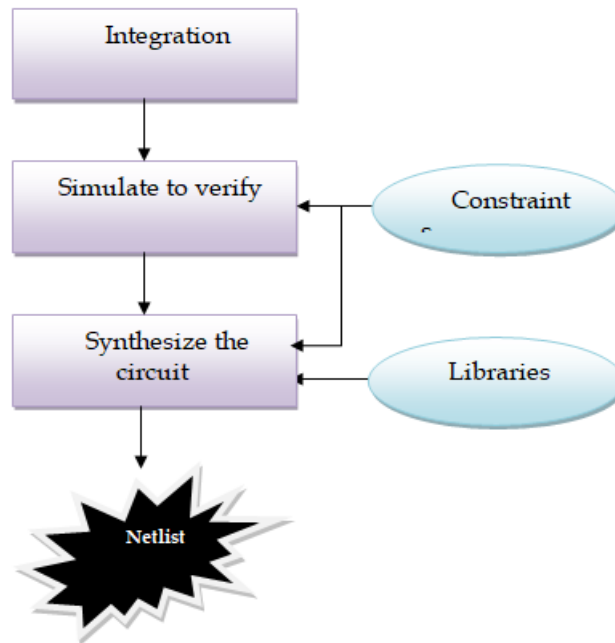 Integration
Simulate to verify
Constraint
Synthesize the
circuit
Libraries
Netlist